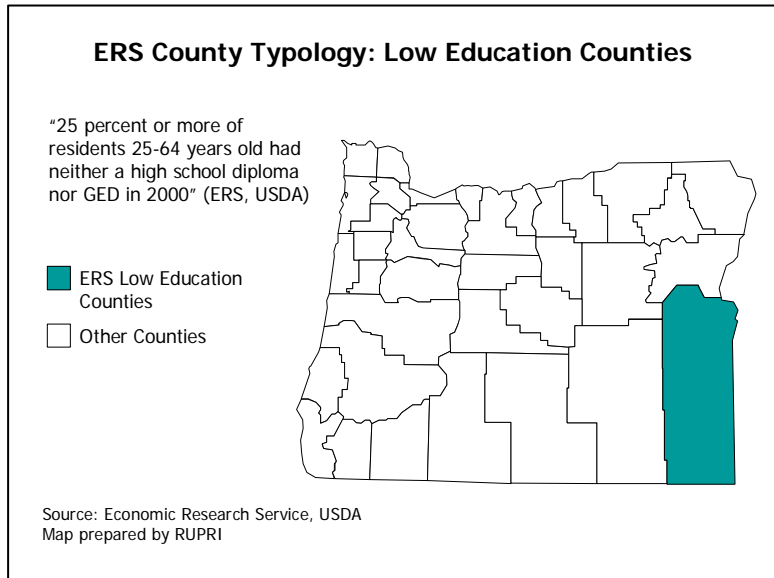 ERS County Typology: Low Education Counties
"25 percent or more of
residents 25-64 years old had
neither a high school diploma
nor GED in 2000" (ERS, USDA)
ERS Low Education
Counties
Other Counties
Source: Economic Research Service, USDA
Map prepared by RUPRI